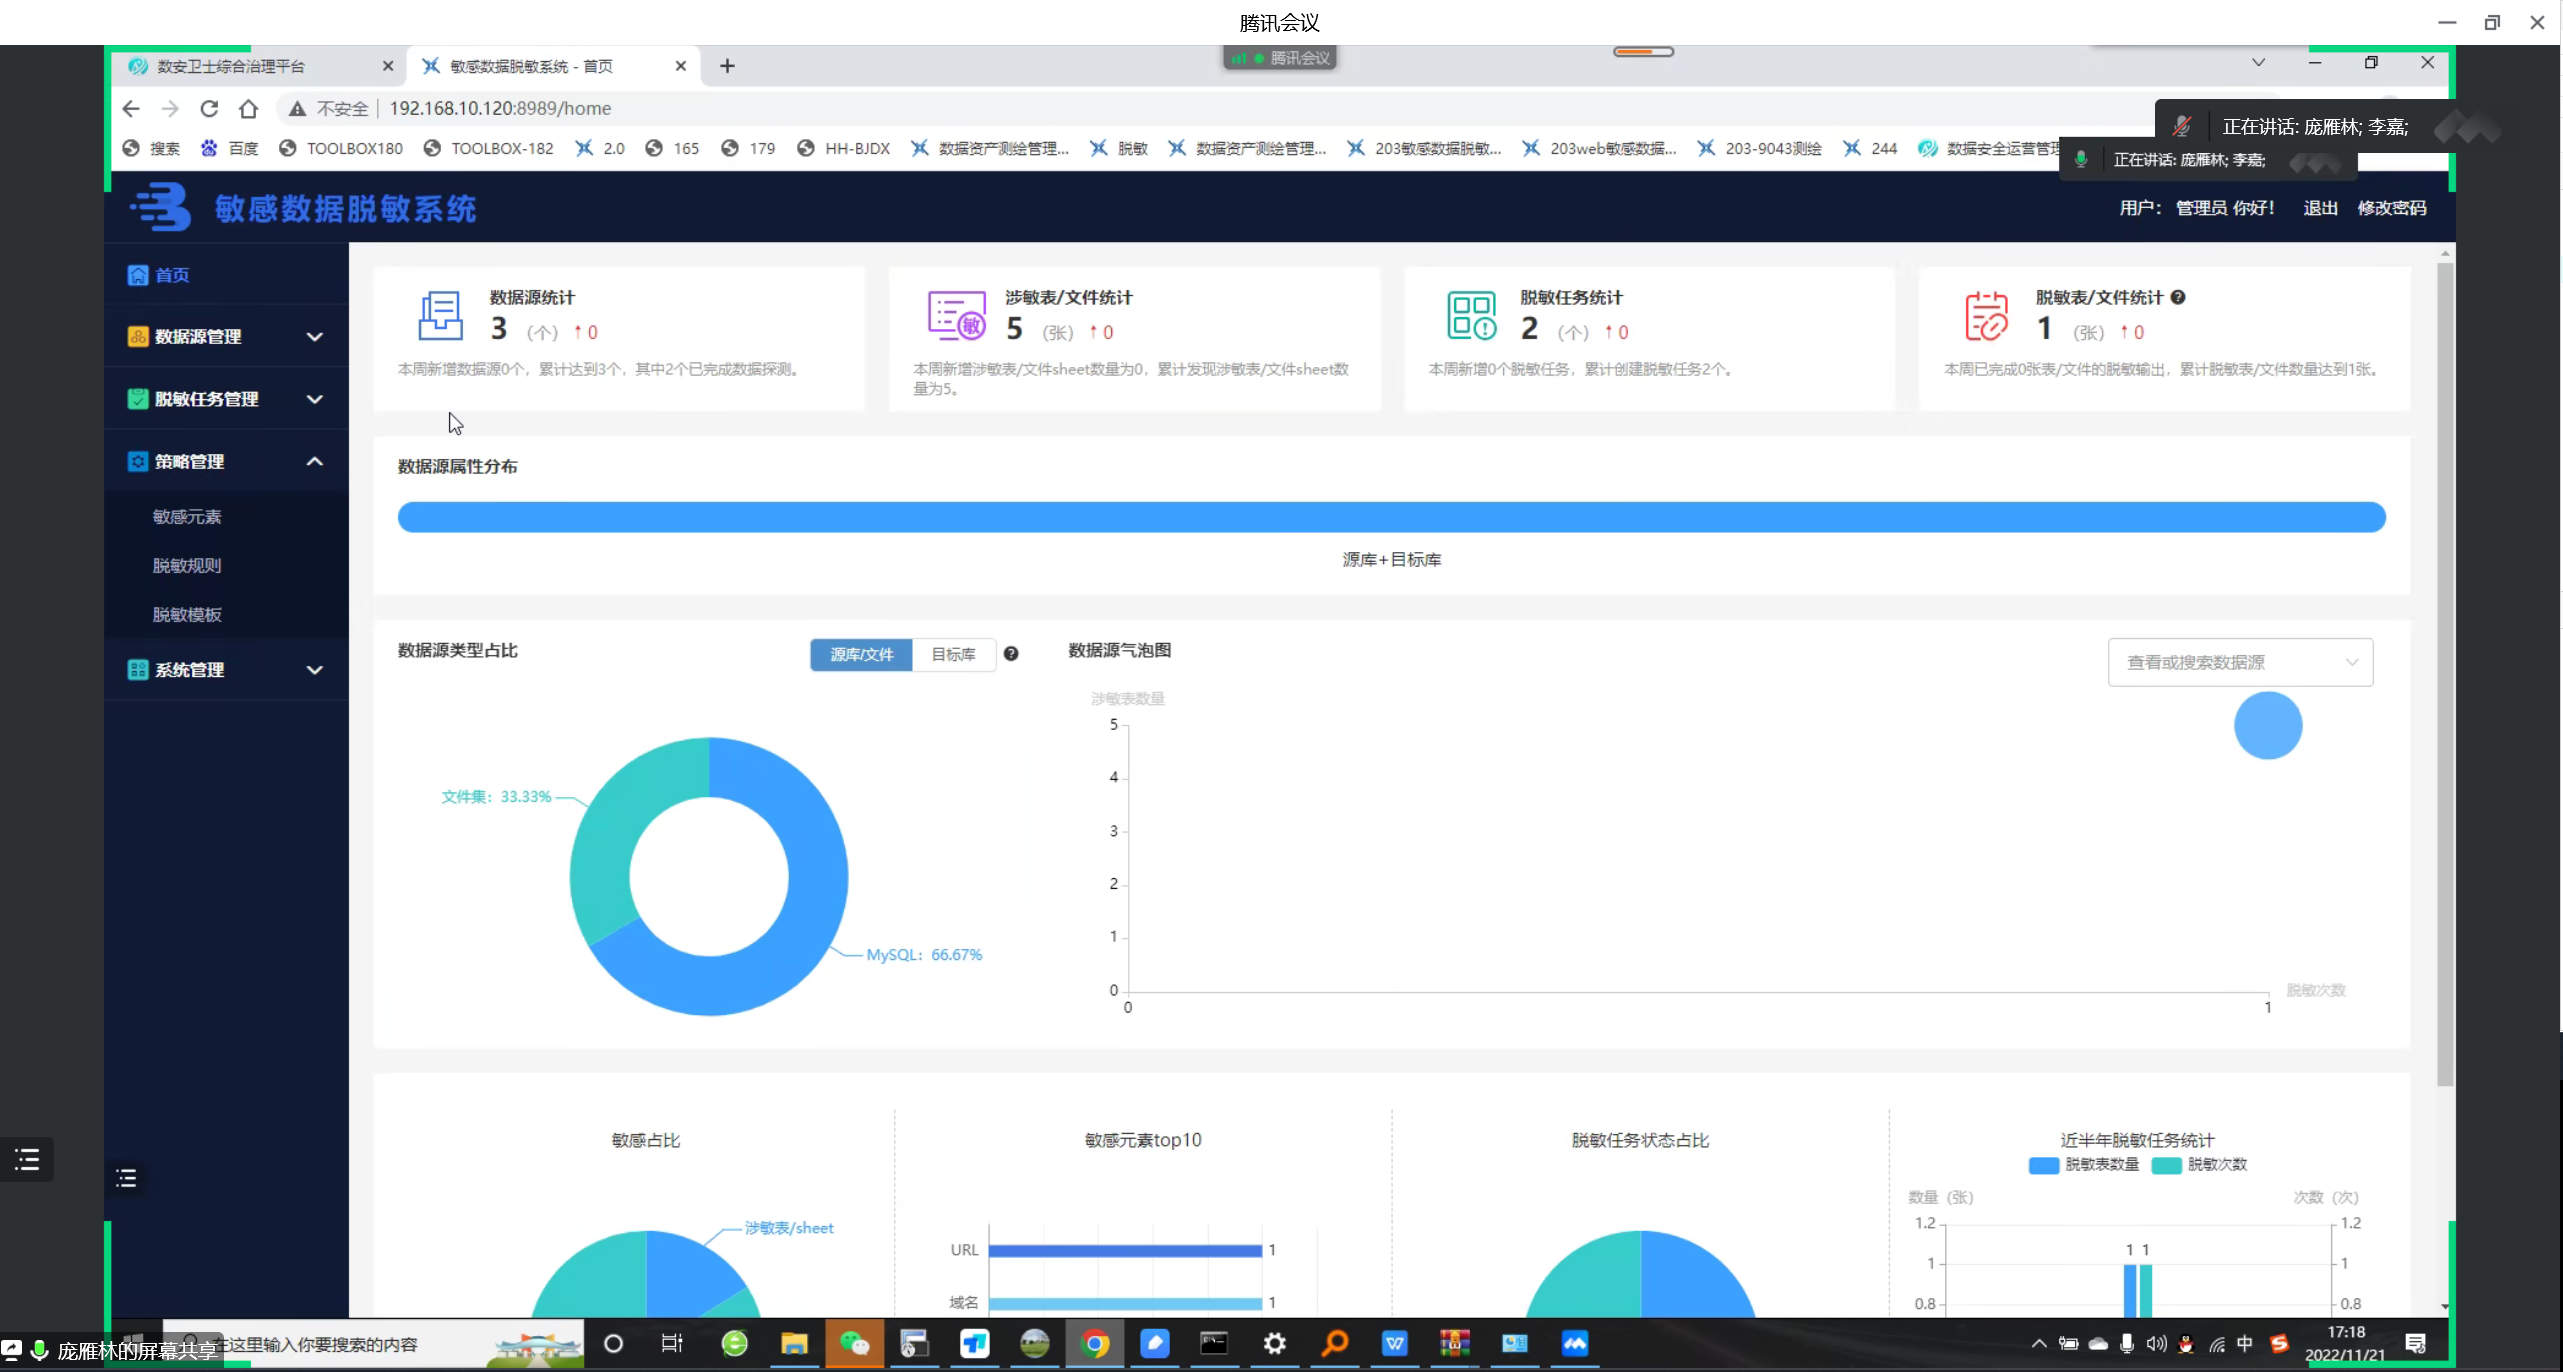 腾讯会议
数安卫士综合治理平台
敏感数据脱敏系统 - 首页
腾讯会议
不安全 192.168.10.120:8989/home
正在讲话: 庞雁林; 李嘉;
搜索 百度 TOOLBOX180 TOOLBOX-182 2.0 165 179 HH-BJDX 数据资产测绘管理... 脱敏 数据资产测绘管理... 203敏感数据脱敏... 203web敏感数据... 203-9043测绘 244 数据安全运营管理
正在讲话: 庞雁林; 李嘉;
敏感数据脱敏系统
用户： 管理员 你好！ 退出 修改密码
首页
数据源管理
脱敏任务管理
策略管理
敏感元素
脱敏规则
脱敏模板
系统管理
数据源统计
3 (个) ↑ 0
本周新增数据源0个，累计达到3个，其中2个已完成数据探测。
涉敏表/文件统计
敏
5 (张) ↑ 0
本周新增涉敏表/文件sheet数量为0，累计发现涉敏表/文件sheet数
量为5。
脱敏任务统计
2 (个) ↑ 0
本周新增0个脱敏任务，累计创建脱敏任务2个。
脱敏表/文件统计 ?
1 (张) ↑ 0
本周已完成0张表/文件的脱敏输出，累计脱敏表/文件数量达到1张。
数据源属性分布
源库+目标库
数据源类型占比
源库/文件 目标库 ?
文件集：33.33%
MySQL：66.67%
数据源气泡图
查看或搜索数据源
涉敏表数量
5
4
3
2
1
0
0 1
脱敏次数
敏感占比
涉敏表/sheet
敏感元素top10
URL 1
域名 1
脱敏任务状态占比
近半年脱敏任务统计
脱敏表数量 脱敏次数
数量（张） 次数（次）
1.2 1.2
1 1
1 1
0.8 0.8
庞雁林的屏幕共享
在这里输入你要搜索的内容
中
17:18
2022/11/21